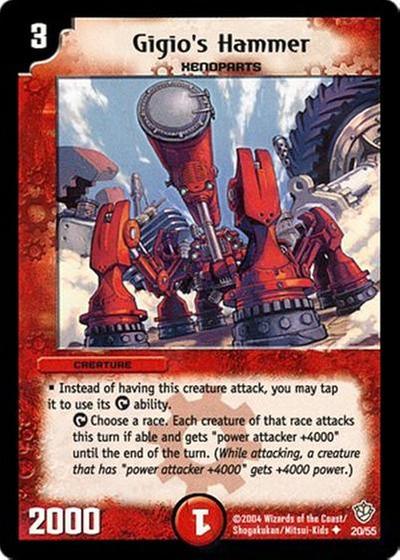 3
Gigio's Hammer
XENOPARTS
CREATURE
▪ Instead of having this creature attack, you may tap
it to use its ability.
Choose a race. Each creature of that race attacks
this turn if able and gets "power attacker +4000"
until the end of the turn. (While attacking, a creature
that has "power attacker +4000" gets +4000 power.)
2000
1
©2004 Wizards of the Coast/
Shogakukan/Mitsui-Kids ♦ 20/55